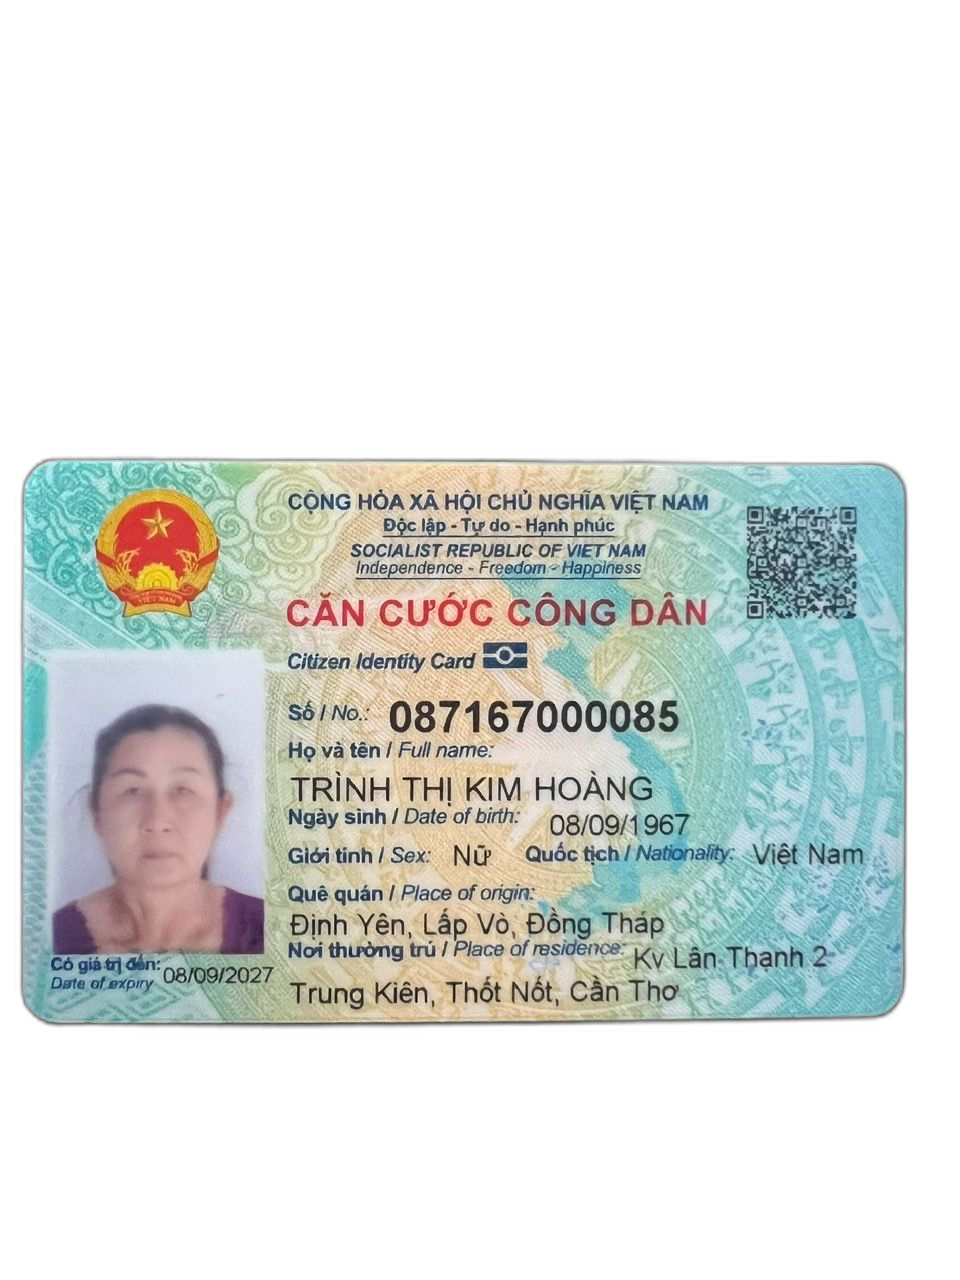 CỘNG HÒA XÃ HỘI CHỦ NGHĨA VIỆT NAM
Độc lập - Tự do - Hạnh phúc
SOCIALIST REPUBLIC OF VIET NAM
Independence - Freedom - Happiness
CĂN CƯỚC CÔNG DÂN
Citizen Identity Card
Số / No.: 087167000085
Họ và tên / Full name:
TRÌNH THỊ KIM HOÀNG
Ngày sinh / Date of birth: 08/09/1967
Giới tính / Sex: Nữ Quốc tịch / Nationality: Việt Nam
Quê quán / Place of origin:
Định Yên, Lấp Vò, Đồng Tháp
Nơi thường trú / Place of residence: Kv Lân Thạnh 2
Trung Kiên, Thốt Nốt, Cần Thơ
Có giá trị đến: 08/09/2027
Date of expiry
VIỆT NAM